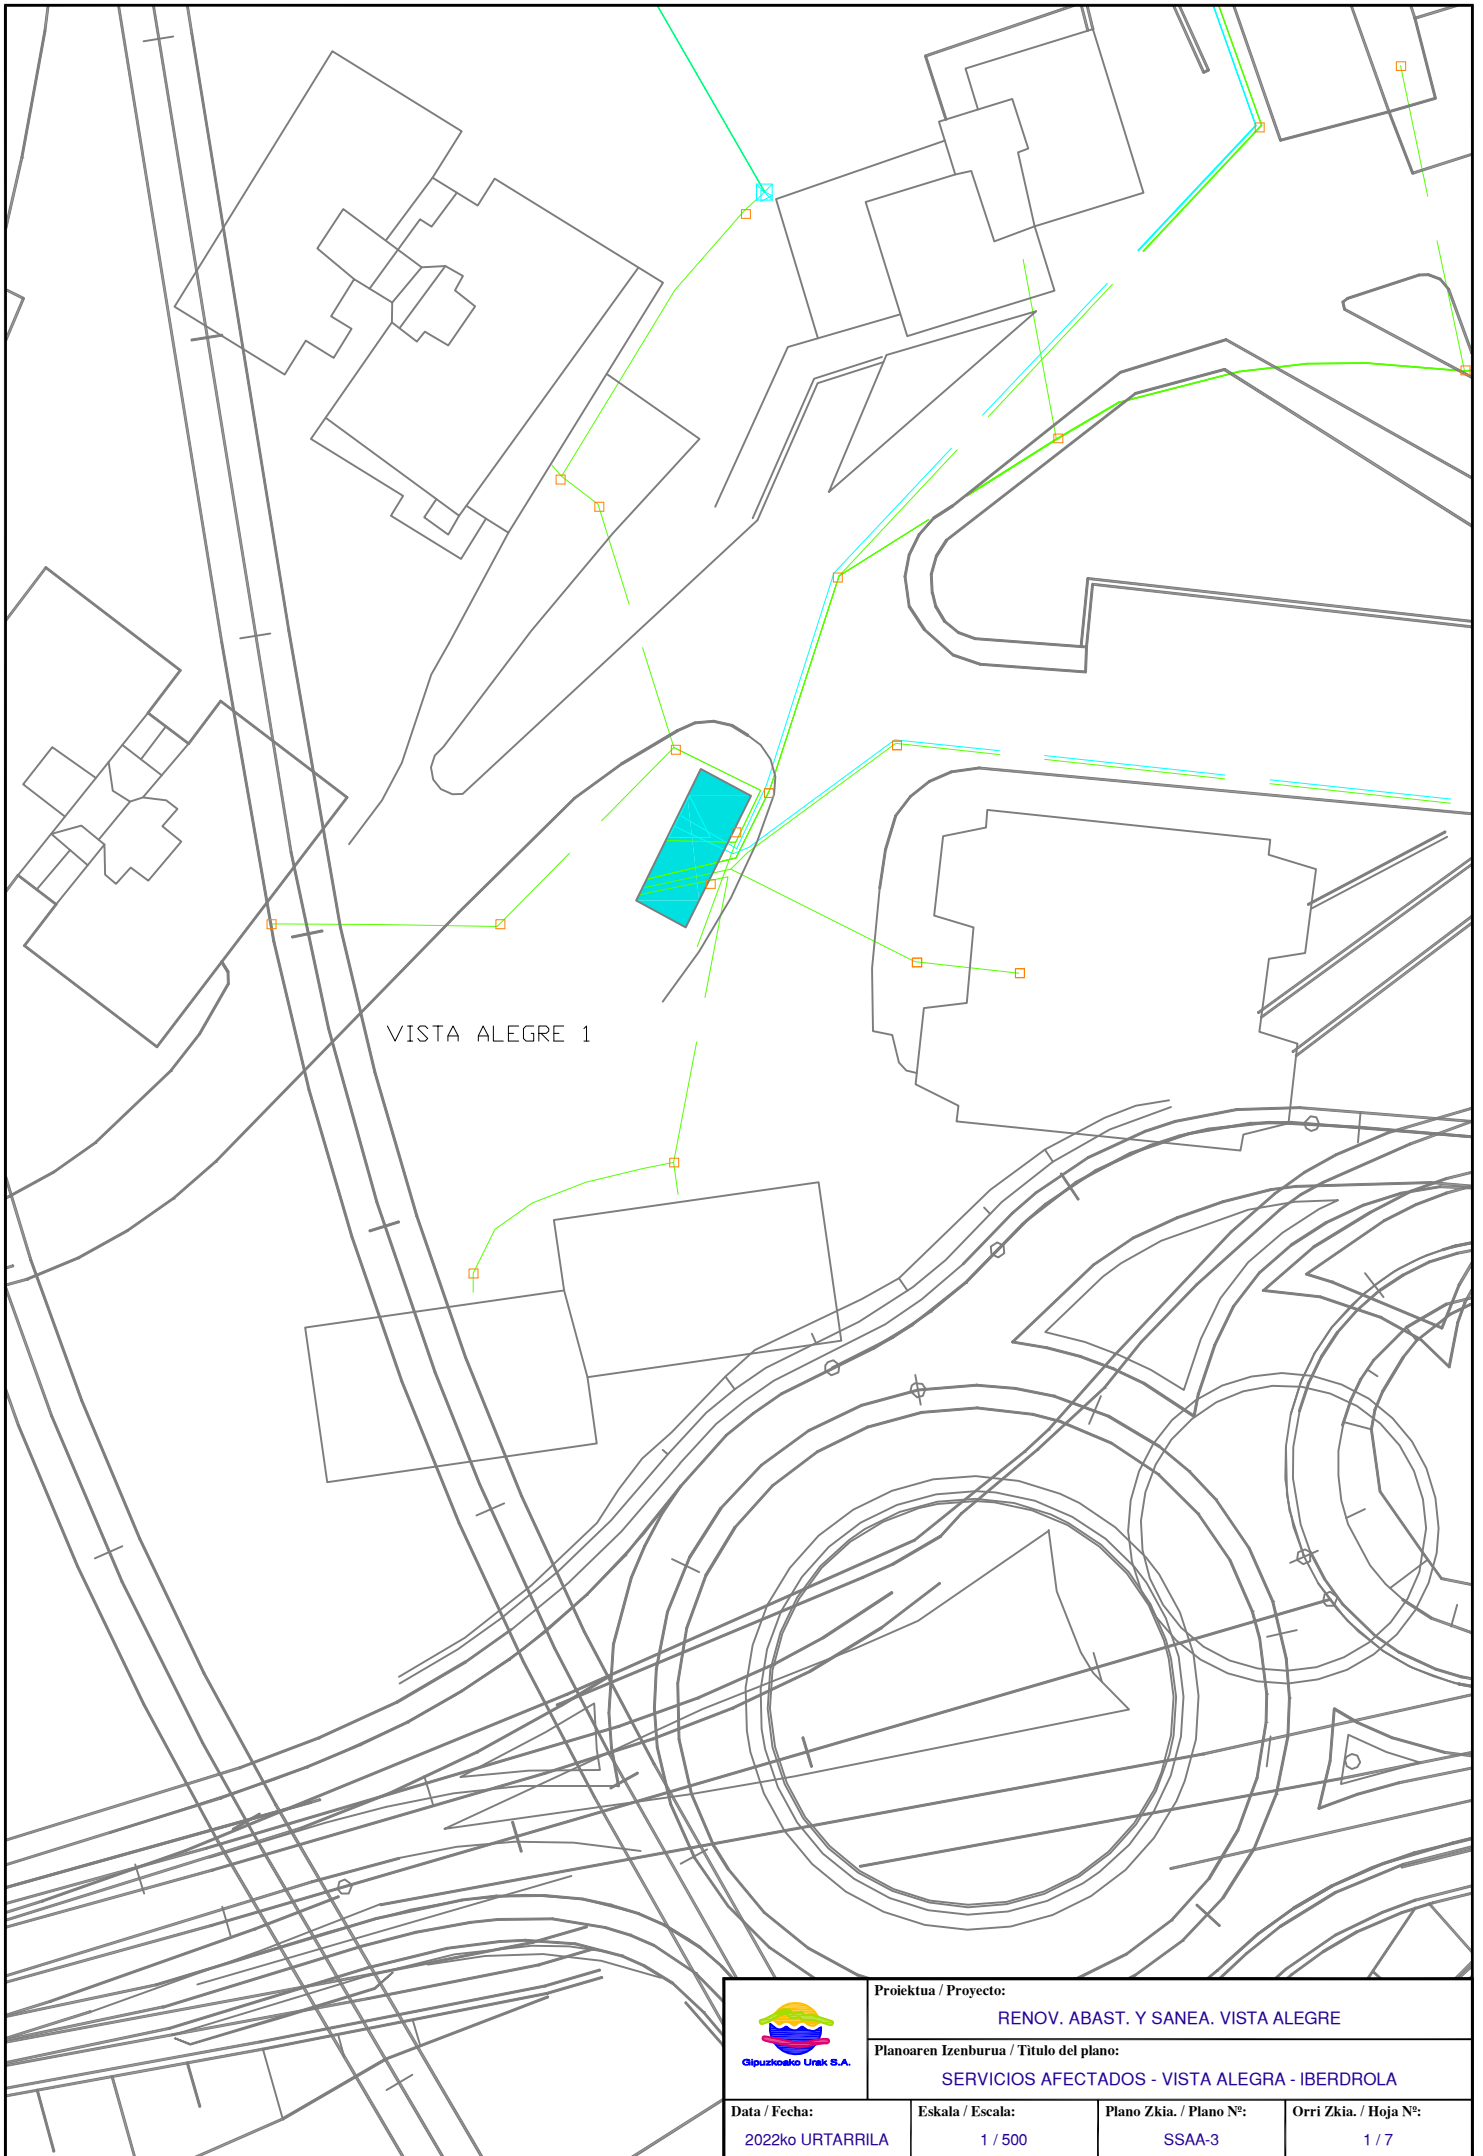 VISTA ALEGRE 1
Proiektua / Proyecto:
RENOV. ABAST. Y SANEA. VISTA ALEGRE
Gipuzkoako Urak S.A.
Planoaren Izenburua / Titulo del plano:
SERVICIOS AFECTADOS - VISTA ALEGRA - IBERDROLA
Data / Fecha:
2022ko URTARRILA
Eskala / Escala:
1 / 500
Plano Zkia. / Plano Nº:
SSAA-3
Orri Zkia. / Hoja Nº:
1 / 7